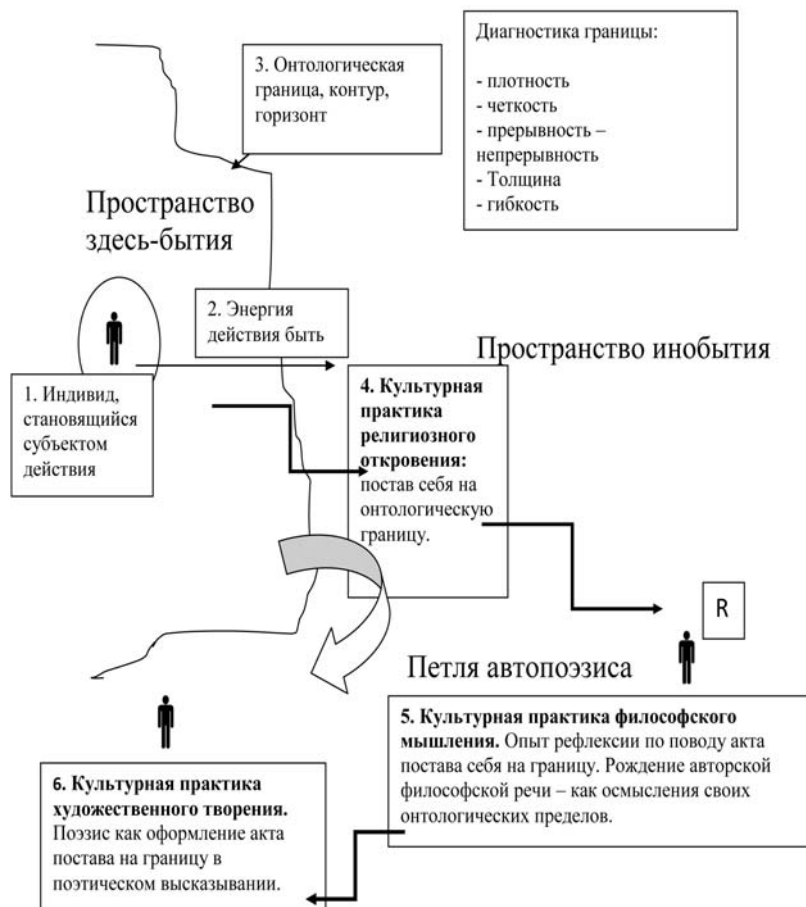 Диагностика границы:
- плотность
- четкость
- прерывность –
непрерывность
- Толщина
- гибкость
3. Онтологическая
граница, контур,
горизонт
Пространство
здесь-бытия
2. Энергия
действия быть
Пространство инобытия
1. Индивид,
становящийся
субъектом
действия
4. Культурная
практика
религиозного
откровения:
постав себя на
онтологическую
границу.
R
Петля автопоэзиса
5. Культурная практика философского
мышления. Опыт рефлексии по поводу акта
постава себя на границу. Рождение авторской
философской речи – как осмысления своих
онтологических пределов.
6. Культурная практика
художественного творения.
Поэзис как оформление акта
постава на границу в
поэтическом высказывании.